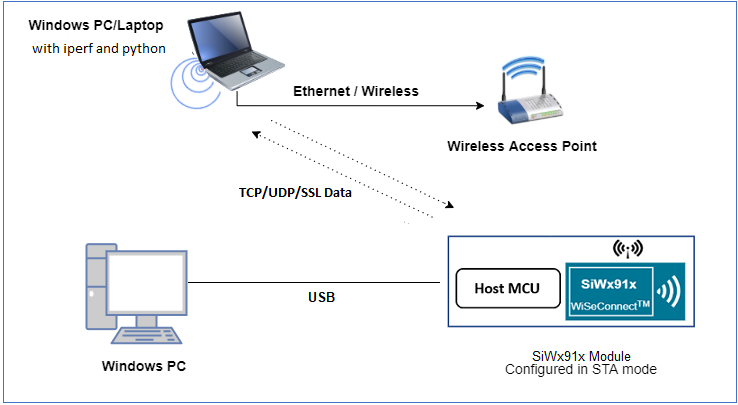 Windows PC/Laptop
with iperf and python
Ethernet / Wireless
Wireless Access Point
TCP/UDP/SSL Data
Host MCU
SiWx91x
WiSeConnect™
USB
Windows PC
SiWx91x Module
Configured in STA mode